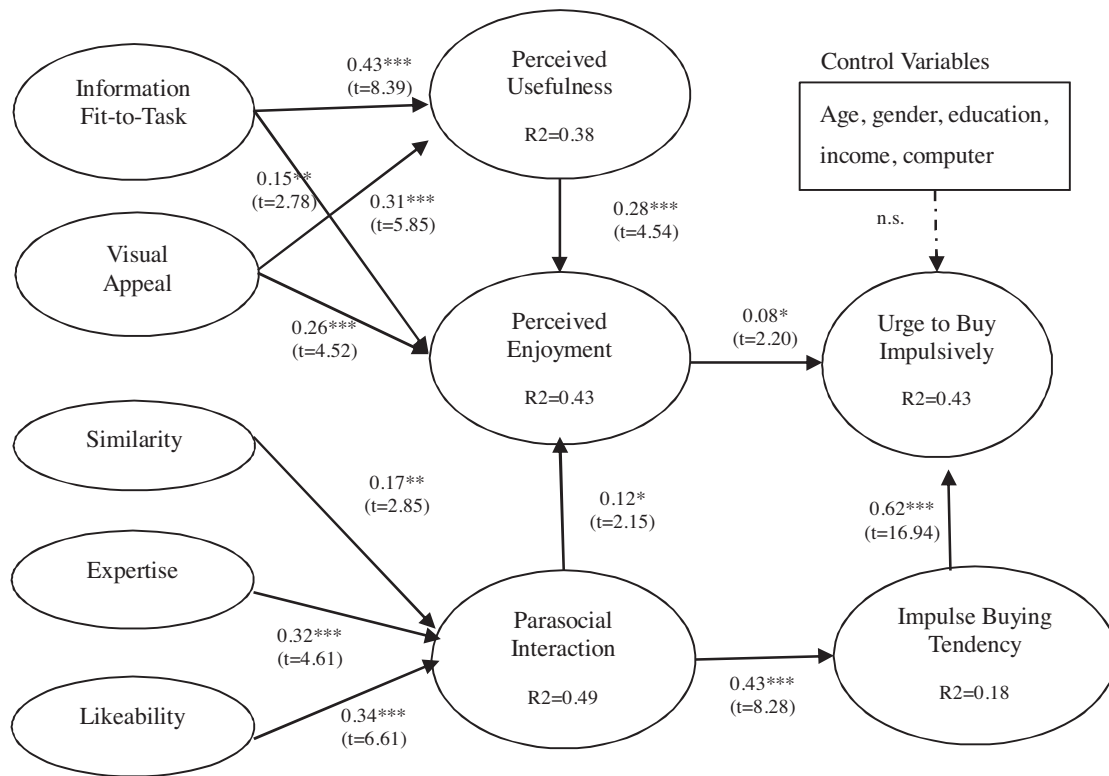 Information
Fit-to-Task
0.43***
(t=8.39)
Perceived
Usefulness
R2=0.38
Control Variables
Age, gender, education,
income, computer
0.15**
(t=2.78)
0.31***
(t=5.85)
0.28***
(t=4.54)
n.s.
Visual
Appeal
0.26***
(t=4.52)
Perceived
Enjoyment
R2=0.43
0.08*
(t=2.20)
Urge to Buy
Impulsively
R2=0.43
Similarity
0.17**
(t=2.85)
0.12*
(t=2.15)
0.62***
(t=16.94)
Expertise
0.32***
(t=4.61)
Parasocial
Interaction
R2=0.49
0.43***
(t=8.28)
Impulse Buying
Tendency
R2=0.18
Likeability
0.34***
(t=6.61)